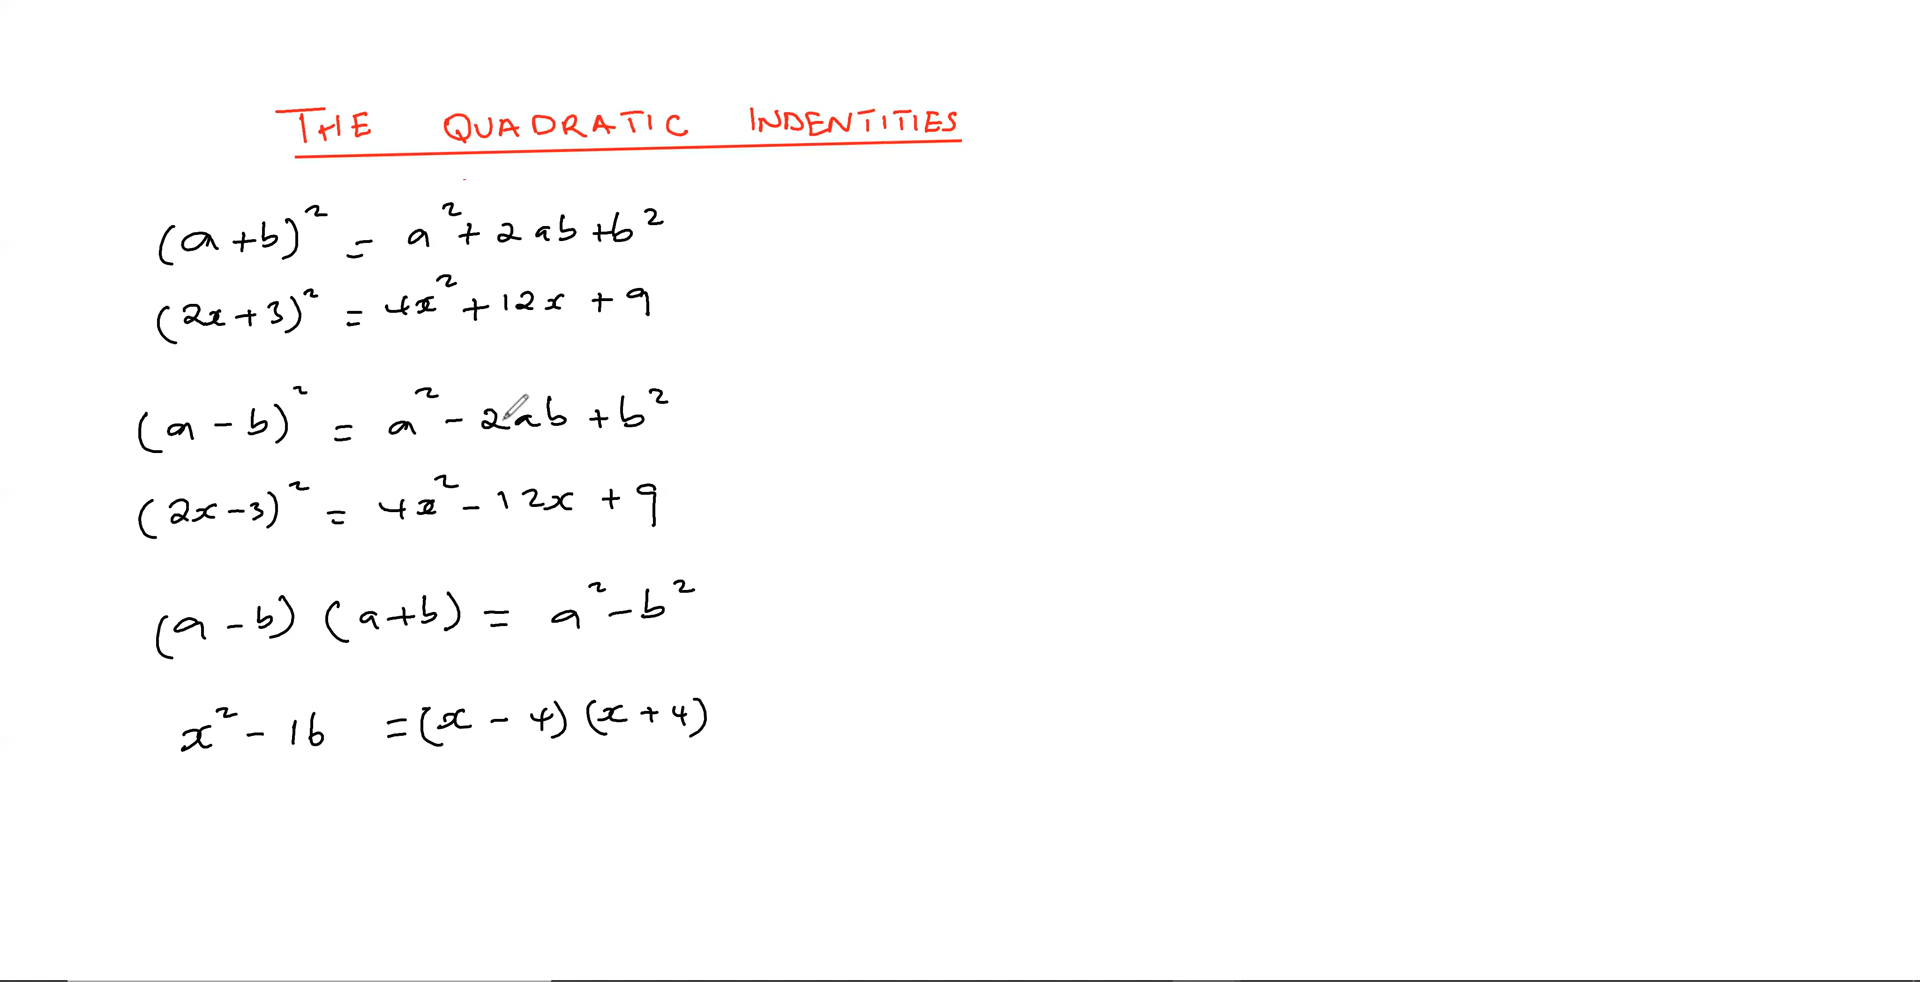 THE QUADRATIC INDENTITIES
(a+b)² = a² + 2ab + b²
(2x+3)² = 4x² + 12x + 9
(a - b)² = a² - 2ab + b²
(2x-3)² = 4x² - 12x + 9
(a - b) (a+b) = a² - b²
x² - 16 = (x - 4) (x + 4)